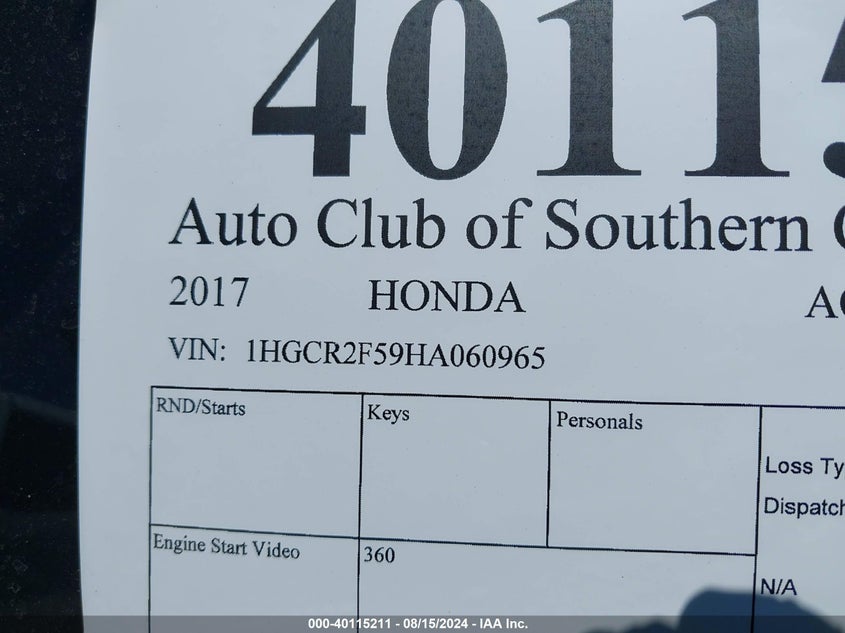 4011
Auto Club of Southern
2017 HONDA
VIN: 1HGCR2F59HA060965
RND/Starts Keys Personals
Loss Ty
Dispatch
Engine Start Video 360
N/A
000-40115211 - 08/15/2024 - IAA Inc.